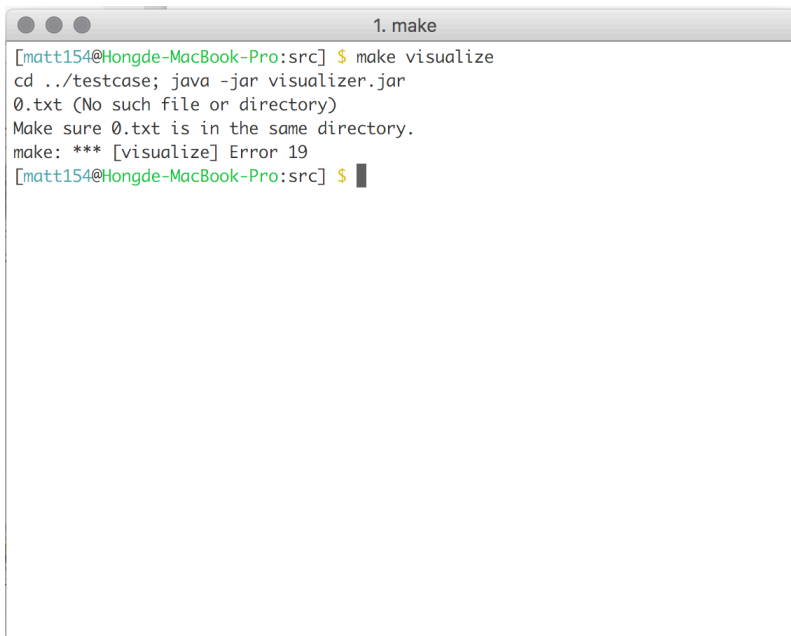 1. make
[matt154@Hongde-MacBook-Pro:src] $ make visualize
cd ../testcase; java -jar visualizer.jar
0.txt (No such file or directory)
Make sure 0.txt is in the same directory.
make: *** [visualize] Error 19
[matt154@Hongde-MacBook-Pro:src] $